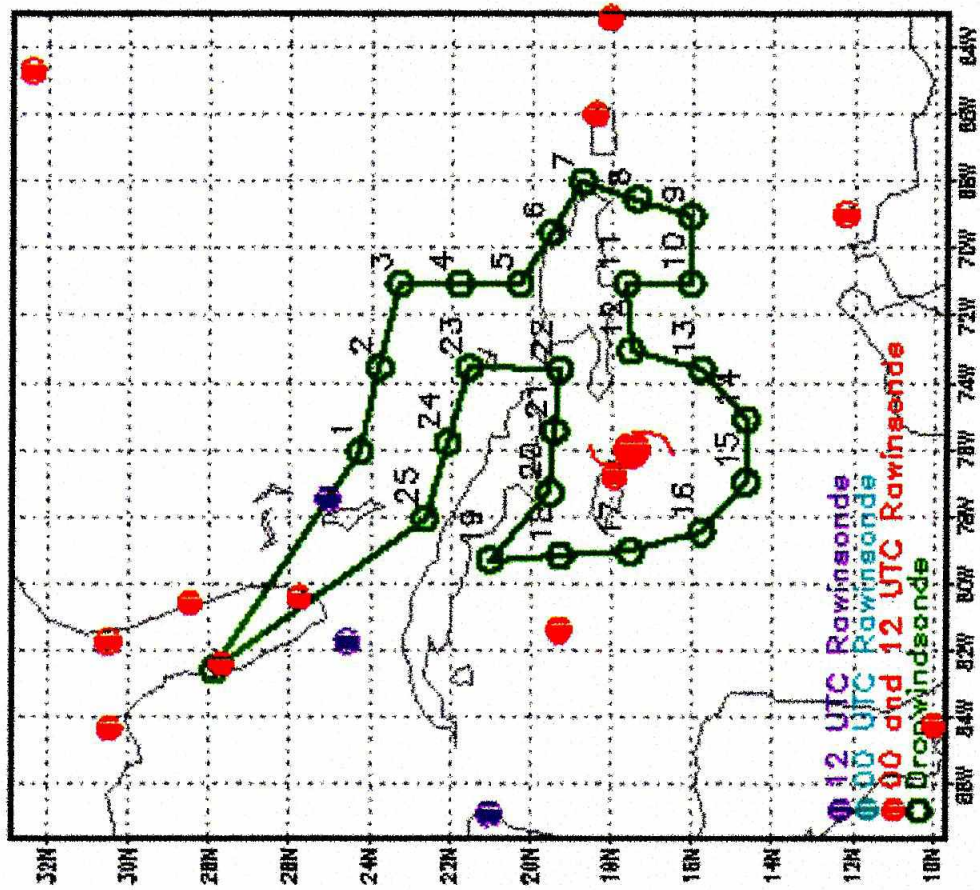 32N
30N
28N
26N
24N
22N
20N
18N
16N
14N
12N
10N
1
2
3
4
5
6
7
8
9
10
11
12
13
14
15
16
17
18
19
20
21
22
23
24
25
12 UTC Rawinsonde
00 UTC Rawinsonde
00 and 12 UTC Rawinsonde
Dropwindsonde
86W 84W 82W 80W 78W 76W 74W 72W 70W 68W 66W 64W